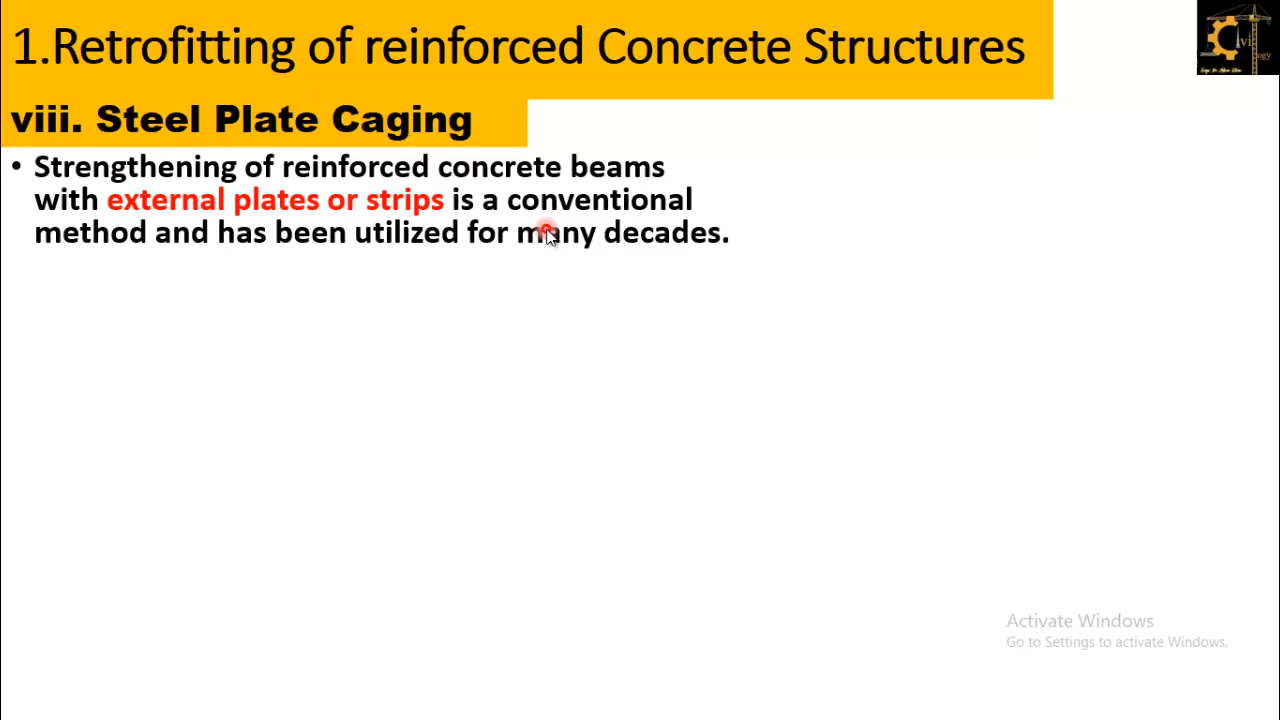 1.Retrofitting of reinforced Concrete Structures
viii. Steel Plate Caging
• Strengthening of reinforced concrete beams
with external plates or strips is a conventional
method and has been utilized for many decades.
Activate Windows
Go to Settings to activate Windows.